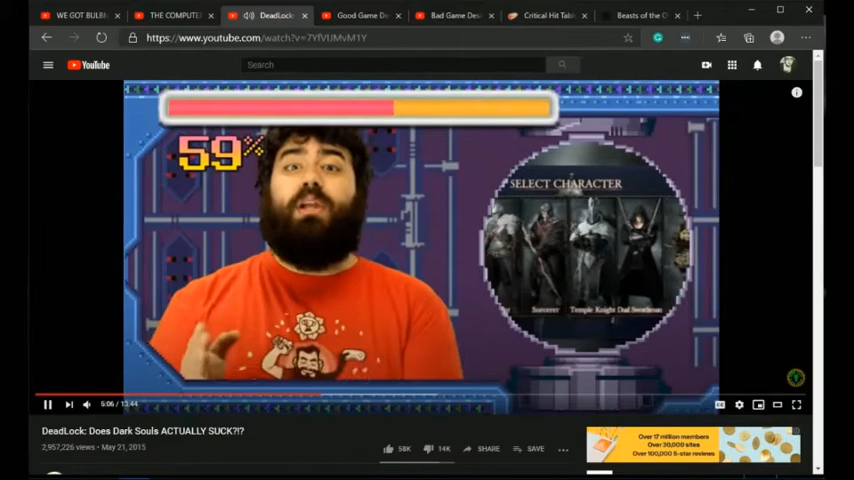 WE GOT BULBM
THE COMPUTER
DeadLock:
Good Game De
Bad Game Desi
Critical Hit Tabl
Beasts of the O
https://www.youtube.com/watch?v=7YfVIJMvM1Y
YouTube
Search
59%
SELECT CHARACTER
Sorcerer
Temple Knight
Dual Swordsman
5:06 / 13:44
DeadLock: Does Dark Souls ACTUALLY SUCK?!?
2,957,226 views • May 21, 2015
58K
14K
SHARE
SAVE
Over 17 million members
Over 30,000 sites
Over 100,000 5-star reviews